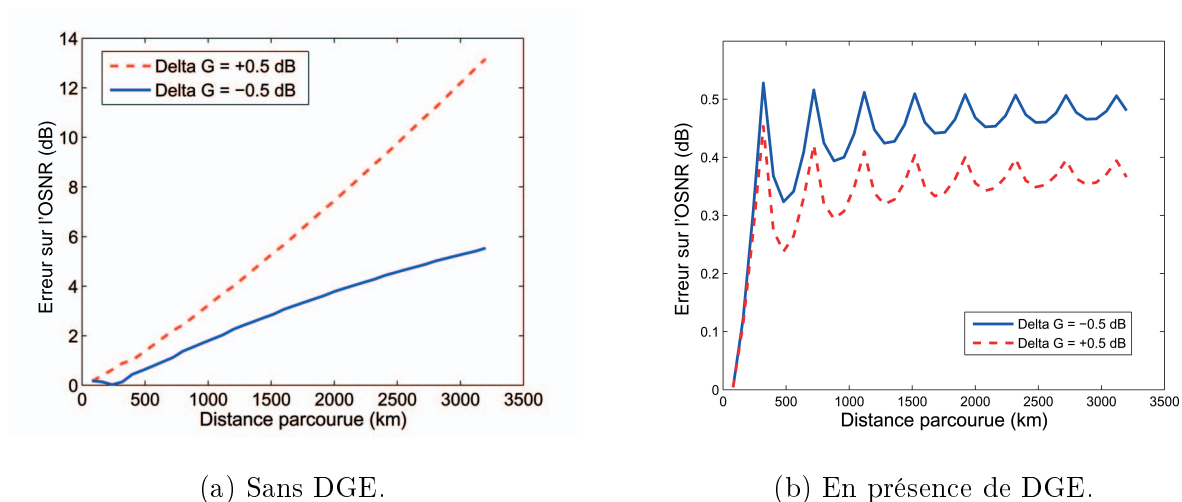 14
12
10
8
6
4
2
0
Erreur sur l'OSNR (dB)
Delta G = +0.5 dB
Delta G = −0.5 dB
0 500 1000 1500 2000 2500 3000 3500
Distance parcourue (km)
(a) Sans DGE.
0.5
0.4
0.3
0.2
0.1
0
Erreur sur l'OSNR (dB)
Delta G = −0.5 dB
Delta G = +0.5 dB
0 500 1000 1500 2000 2500 3000 3500
Distance parcourue (km)
(b) En présence de DGE.